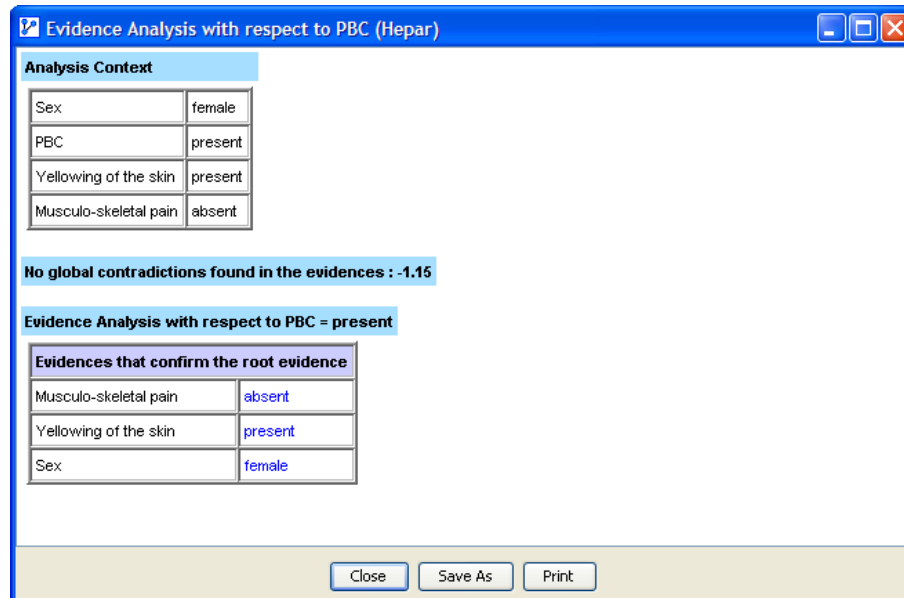 Evidence Analysis with respect to PBC (Hepar)
Analysis Context
Sex female
PBC present
Yellowing of the skin present
Musculo-skeletal pain absent
No global contradictions found in the evidences : -1.15
Evidence Analysis with respect to PBC = present
Evidences that confirm the root evidence
Musculo-skeletal pain absent
Yellowing of the skin present
Sex female
Close Save As Print